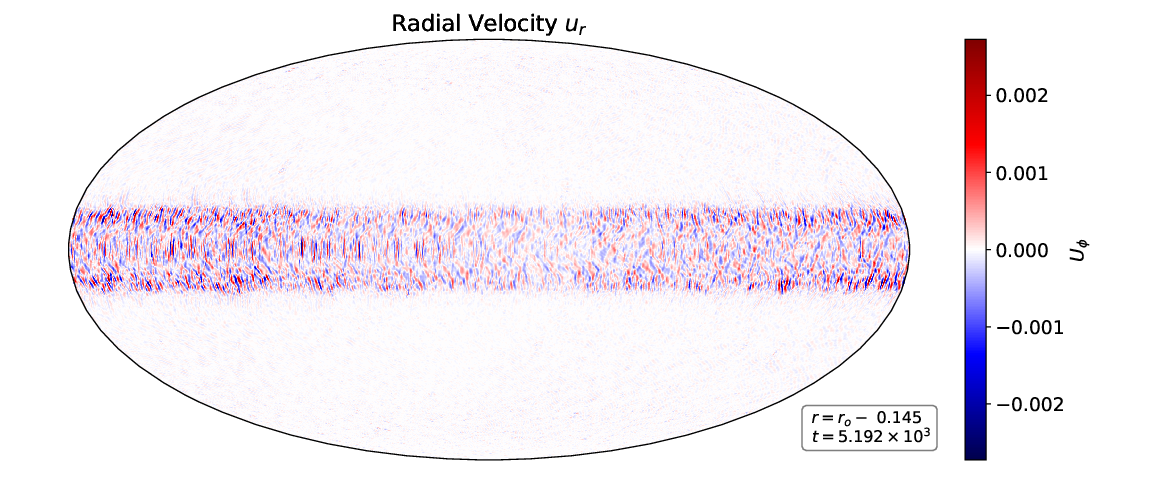 Radial Velocity u_r
0.002
0.001
0.000
−0.001
−0.002
U_ϕ
r = r_o − 0.145
t = 5.192 × 10^3